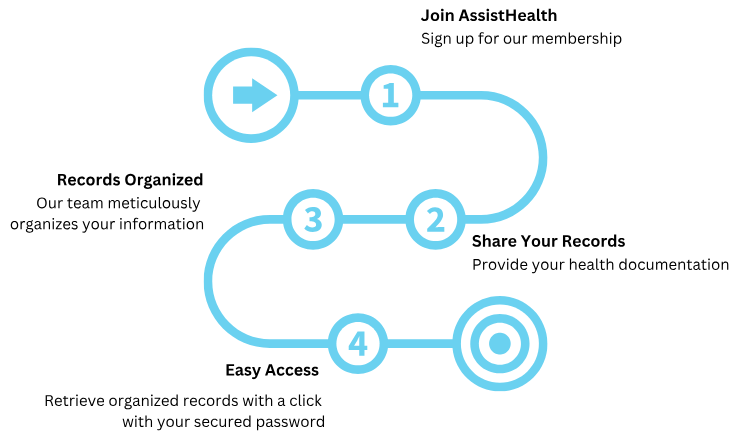 Join AssistHealth
Sign up for our membership
1
2
Share Your Records
Provide your health documentation
3
Records Organized
Our team meticulously
organizes your information
4
Easy Access
Retrieve organized records with a click
with your secured password